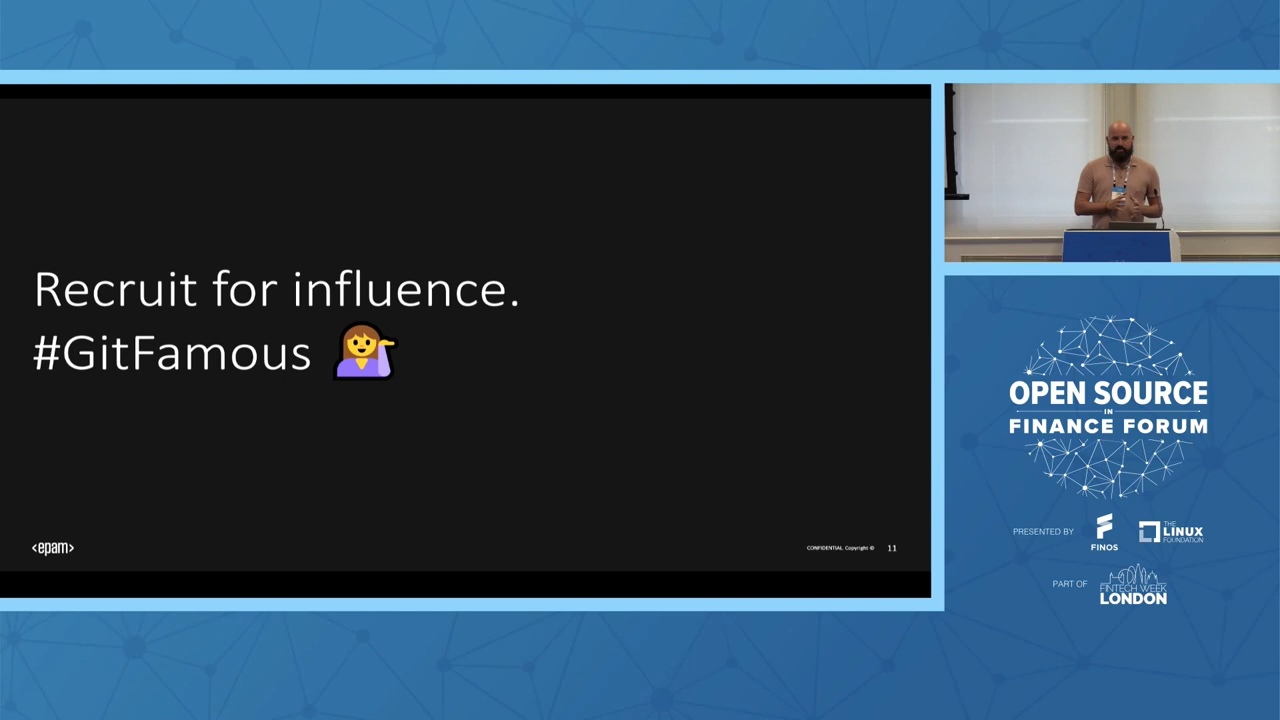 Recruit for influence.
#GitFamous
<epam>
CONFIDENTIAL Copyright ©
11
OPEN SOURCE
IN
FINANCE FORUM
PRESENTED BY
FINOS
THE
LINUX
FOUNDATION
PART OF
FINTECH WEEK
LONDON